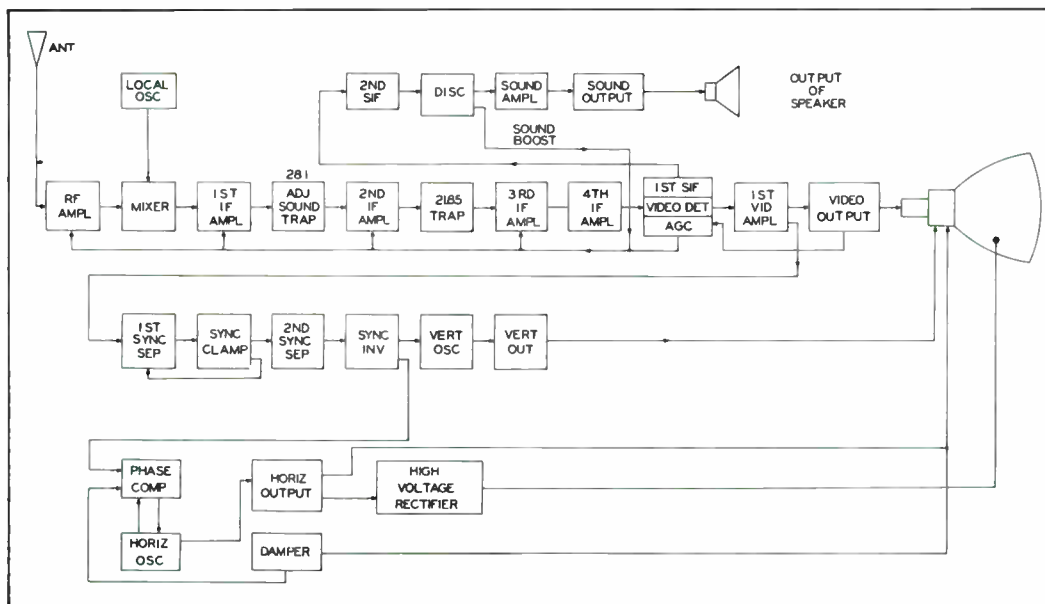 ANT
LOCAL
OSC
2ND
SIF
DISC
SOUND
AMPL
SOUND
OUTPUT
OUTPUT
OF
SPEAKER
SOUND
BOOST
RF
AMPL
MIXER
1ST
IF
AMPL
281
ADJ
SOUND
TRAP
2ND
IF
AMPL
2185
TRAP
3RD
IF
AMPL
4TH
IF
AMPL
1ST SIF
VIDEO DET
AGC
1ST
VID
AMPL
VIDEO
OUTPUT
1ST
SYNC
SEP
SYNC
CLAMP
2ND
SYNC
SEP
SYNC
INV
VERT
OSC
VERT
OUT
PHASE
COMP
HORIZ
OSC
HORIZ
OUTPUT
HIGH
VOLTAGE
RECTIFIER
DAMPER